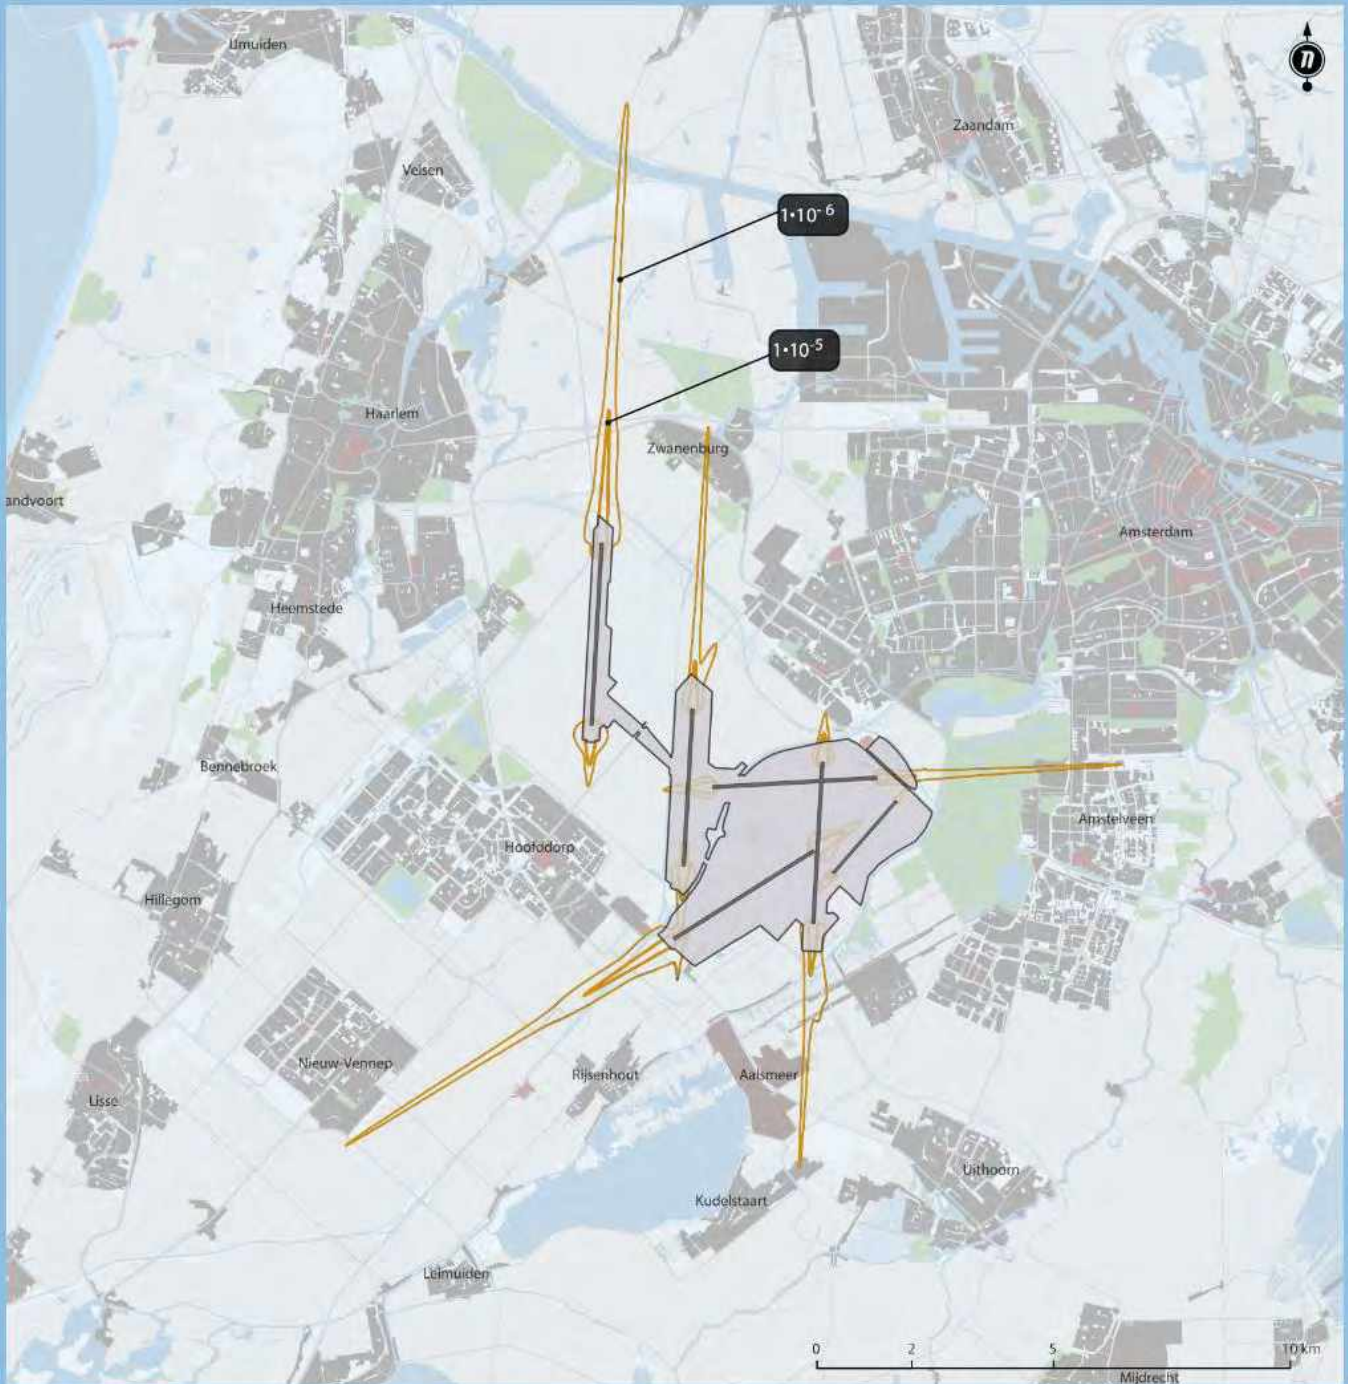 IJmuiden
n
Zaandam
Velsen
1•10-6
1•10-5
Haarlem
Zwanenburg
andvoort
Amsterdam
Heemstede
Bennebroek
Amstelveen
Hoofddorp
Hillegom
Nieuw-Vennep
Rijsenhout
Aalsmeer
Lisse
Uithoorn
Kudelstaart
Leimuiden
0 2 5 10 km
Mijdrecht